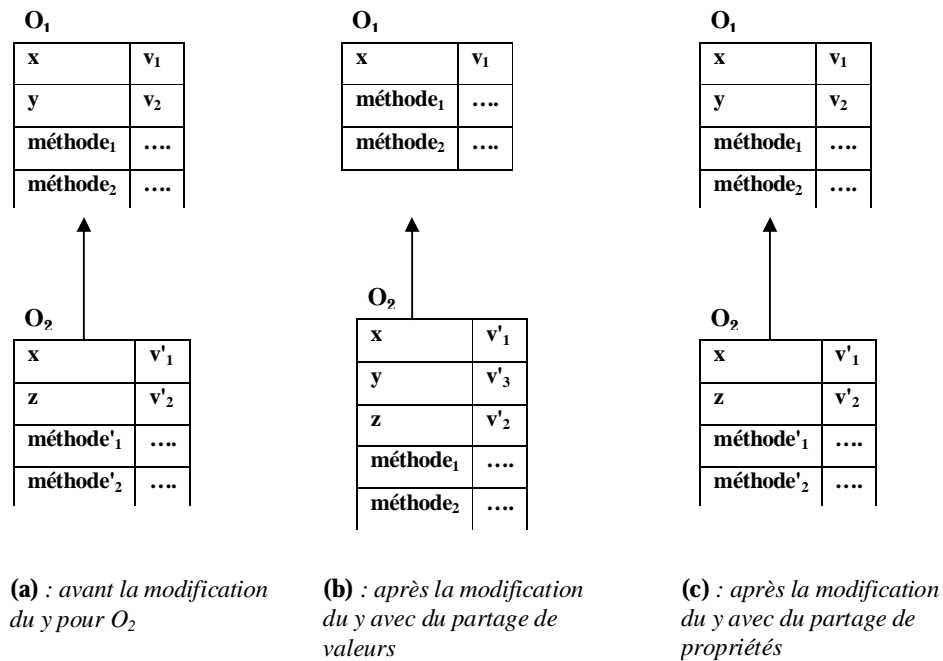 O₁
x v₁
y v₂
méthode₁ ….
méthode₂ ….
O₂
x v'₁
z v'₂
méthode'₁ ….
méthode'₂ ….
(a) : avant la modification
du y pour O₂
O₁
x v₁
méthode₁ ….
méthode₂ ….
O₂
x v'₁
y v'₃
z v'₂
méthode₁ ….
méthode₂ ….
(b) : après la modification
du y avec du partage de
valeurs
O₁
x v₁
y v₂
méthode₁ ….
méthode₂ ….
O₂
x v'₁
z v'₂
méthode'₁ ….
méthode'₂ ….
(c) : après la modification
du y avec du partage de
propriétés